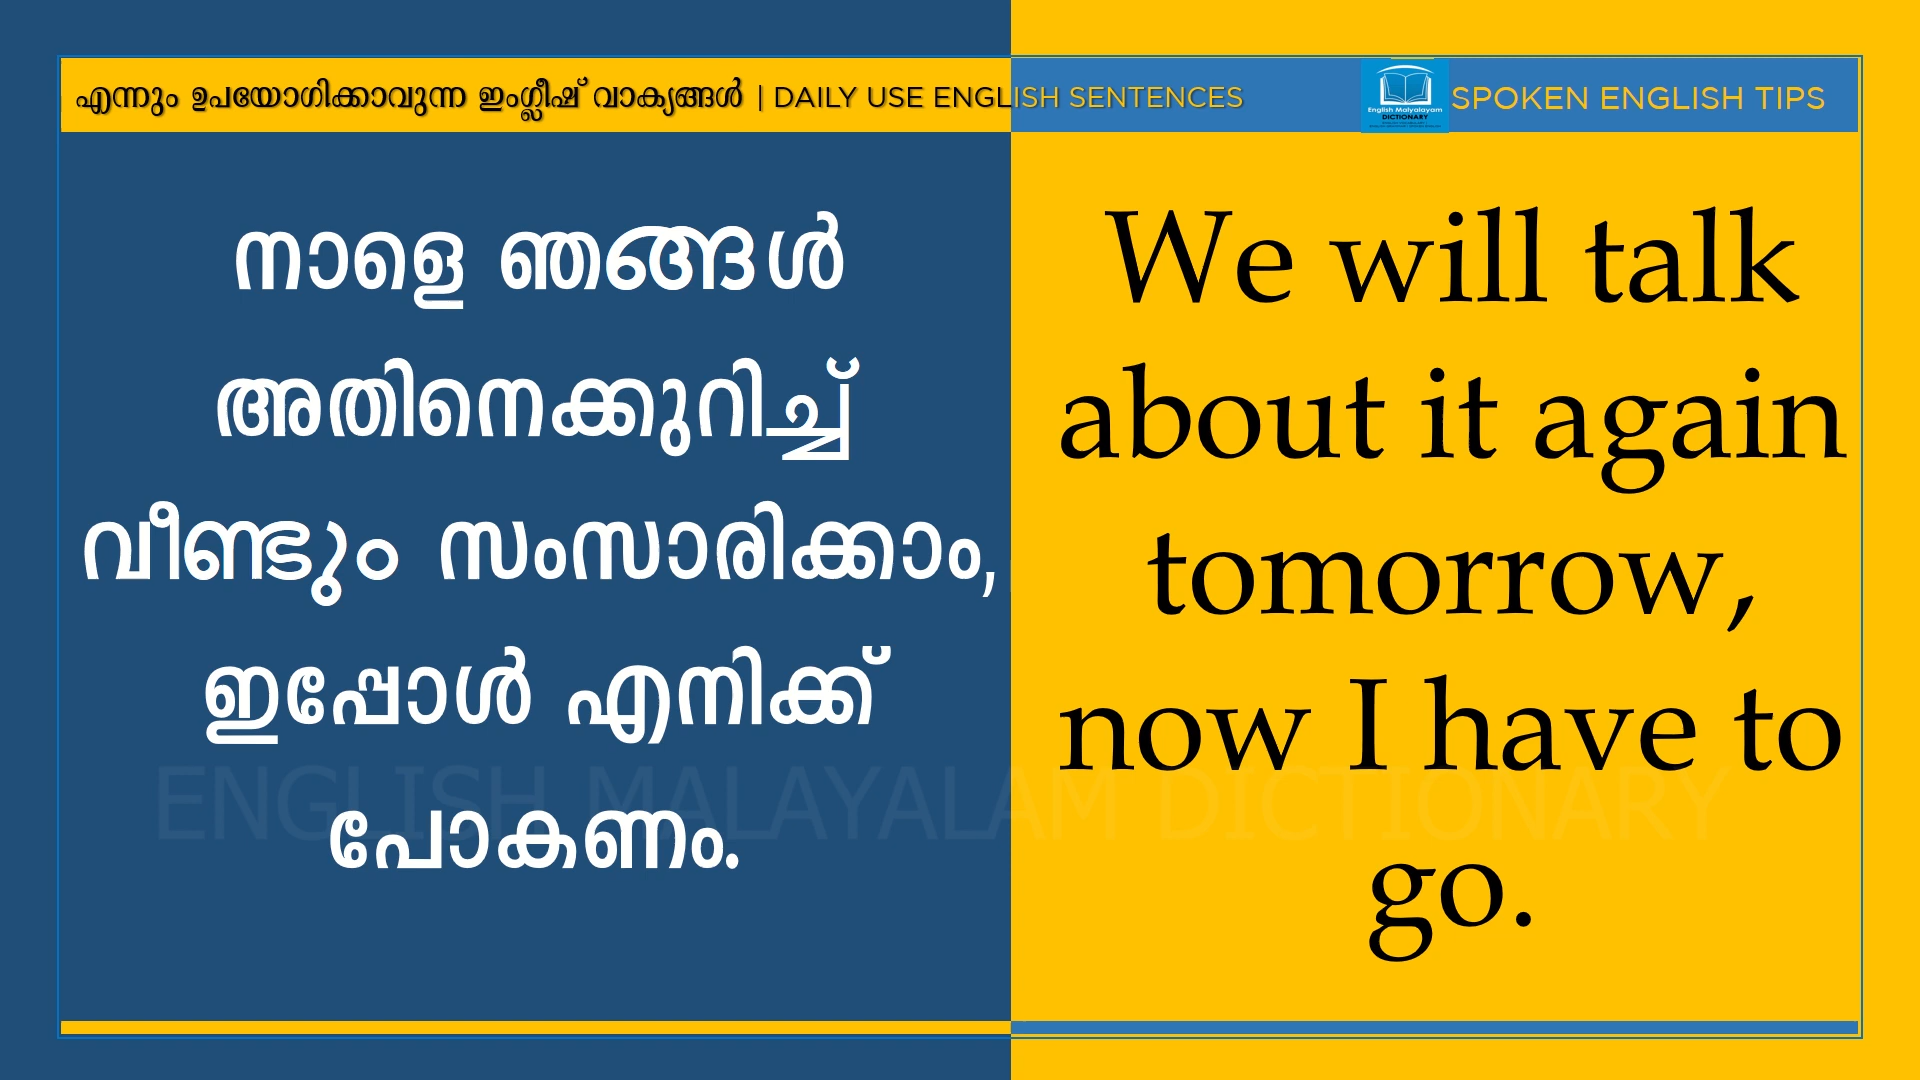 എന്നും ഉപയോഗിക്കാവുന്ന ഇംഗ്ലീഷ് വാക്യങ്ങൾ | DAILY USE ENGLISH SENTENCES
English Malyalayam
DICTIONARY
SPOKEN ENGLISH TIPS
നാളെ ഞങ്ങൾ
അതിനെക്കുറിച്ച്
വീണ്ടും സംസാരിക്കാം,
ഇപ്പോൾ എനിക്ക്
പോകണം.
We will talk
about it again
tomorrow,
now I have to
go.
ENGLISH MALAYALAM DICTIONARY